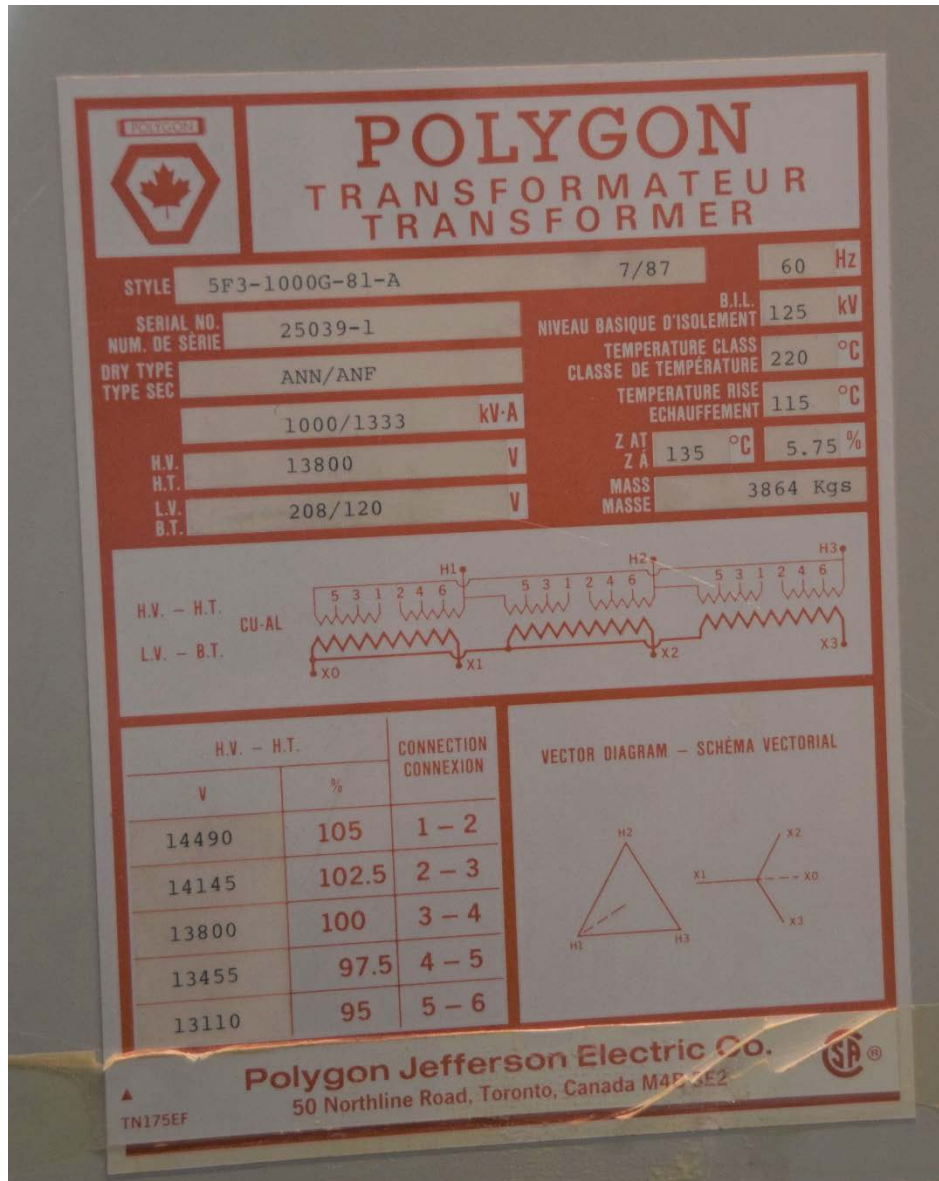 POLYGON
POLYGON
TRANSFORMATEUR
TRANSFORMER
STYLE 5F3-1000G-81-A 7/87 60 Hz
SERIAL NO.
NUM. DE SÈRIE 25039-1
B.I.L.
NIVEAU BASIQUE D'ISOLEMENT 125 kV
DRY TYPE
TYPE SEC ANN/ANF
TEMPERATURE CLASS
CLASSE DE TEMPÉRATURE 220 °C
1000/1333 kV·A
TEMPERATURE RISE
ECHAUFFEMENT 115 °C
H.V.
H.T. 13800 V
Z AT
Z Á 135 °C 5.75 %
L.V.
B.T. 208/120 V
MASS
MASSE 3864 Kgs
H1 H2 H3
H.V. – H.T. 5 3 1 2 4 6 5 3 1 2 4 6 5 3 1 2 4 6
CU-AL
L.V. – B.T.
X0 X1 X2 X3
H.V. – H.T. CONNECTION
CONNEXION
V %
14490 105 1 – 2
14145 102.5 2 – 3
13800 100 3 – 4
13455 97.5 4 – 5
13110 95 5 – 6
VECTOR DIAGRAM – SCHÉMA VECTORIAL
H2 X2
X1 X0
H1 H3 X3
Polygon Jefferson Electric Co.
50 Northline Road, Toronto, Canada M4B 3E2
TN175EF
SA ®